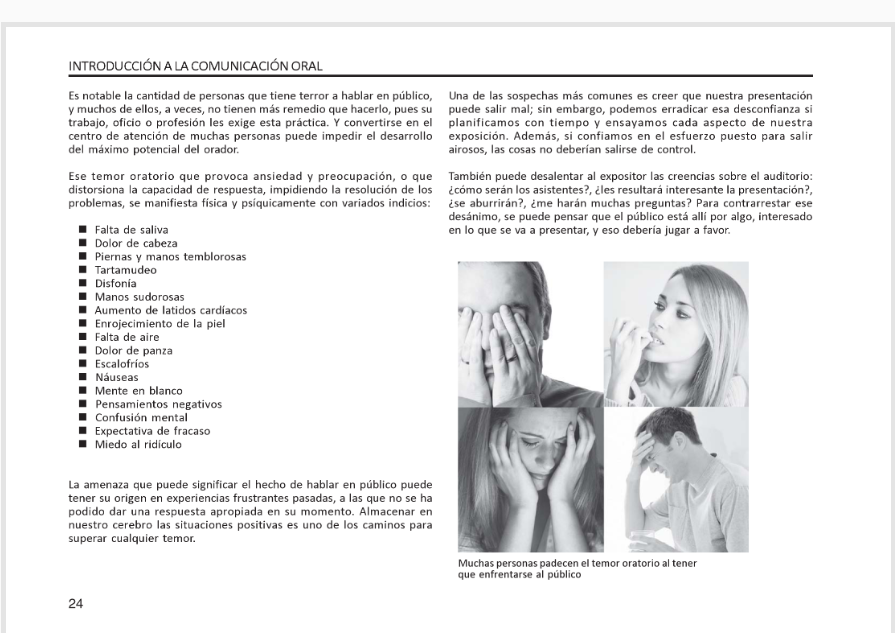 INTRODUCCIÓN A LA COMUNICACIÓN ORAL
Es notable la cantidad de personas que tiene terror a hablar en público,
y muchos de ellos, a veces, no tienen más remedio que hacerlo, pues su
trabajo, oficio o profesión les exige esta práctica. Y convertirse en el
centro de atención de muchas personas puede impedir el desarrollo
del máximo potencial del orador.
Ese temor oratorio que provoca ansiedad y preocupación, o que
distorsiona la capacidad de respuesta, impidiendo la resolución de los
problemas, se manifiesta física y psíquicamente con variados indicios:
■ Falta de saliva
■ Dolor de cabeza
■ Piernas y manos temblorosas
■ Tartamudeo
■ Disfonía
■ Manos sudorosas
■ Aumento de latidos cardíacos
■ Enrojecimiento de la piel
■ Falta de aire
■ Dolor de panza
■ Escalofríos
■ Náuseas
■ Mente en blanco
■ Pensamientos negativos
■ Confusión mental
■ Expectativa de fracaso
■ Miedo al ridículo
La amenaza que puede significar el hecho de hablar en público puede
tener su origen en experiencias frustrantes pasadas, a las que no se ha
podido dar una respuesta apropiada en su momento. Almacenar en
nuestro cerebro las situaciones positivas es uno de los caminos para
superar cualquier temor.
Una de las sospechas más comunes es creer que nuestra presentación
puede salir mal; sin embargo, podemos erradicar esa desconfianza si
planificamos con tiempo y ensayamos cada aspecto de nuestra
exposición. Además, si confiamos en el esfuerzo puesto para salir
airosos, las cosas no deberían salirse de control.
También puede desalentar al expositor las creencias sobre el auditorio:
¿cómo serán los asistentes?, ¿les resultará interesante la presentación?,
¿se aburrirán?, ¿me harán muchas preguntas? Para contrarrestar ese
desánimo, se puede pensar que el público está allí por algo, interesado
en lo que se va a presentar, y eso debería jugar a favor.
Muchas personas padecen el temor oratorio al tener
que enfrentarse al público
24